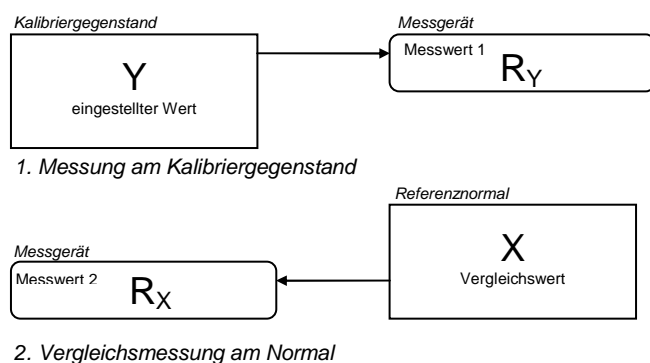 Kalibriergegenstand
Y
eingestellter Wert
Messgerät
Messwert 1
R_Y
1. Messung am Kalibriergegenstand
Referenznormal
X
Vergleichswert
Messgerät
Messwert 2
R_X
2. Vergleichsmessung am Normal